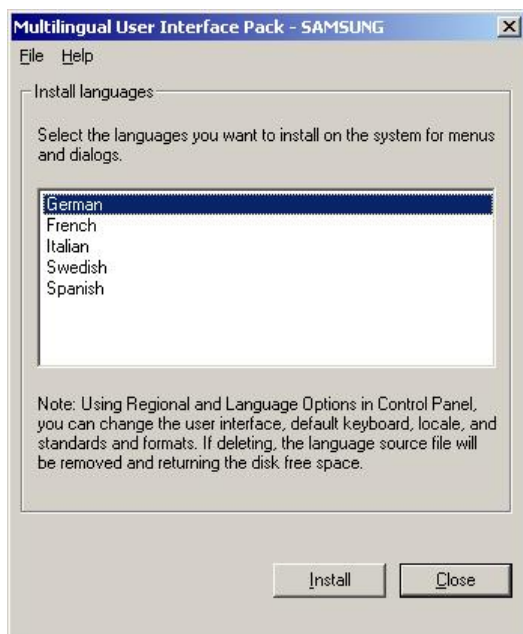 Multilingual User Interface Pack - SAMSUNG
File Help
Install languages
Select the languages you want to install on the system for menus
and dialogs.
German
French
Italian
Swedish
Spanish
Note: Using Regional and Language Options in Control Panel,
you can change the user interface, default keyboard, locale, and
standards and formats. If deleting, the language source file will
be removed and returning the disk free space.
Install Close